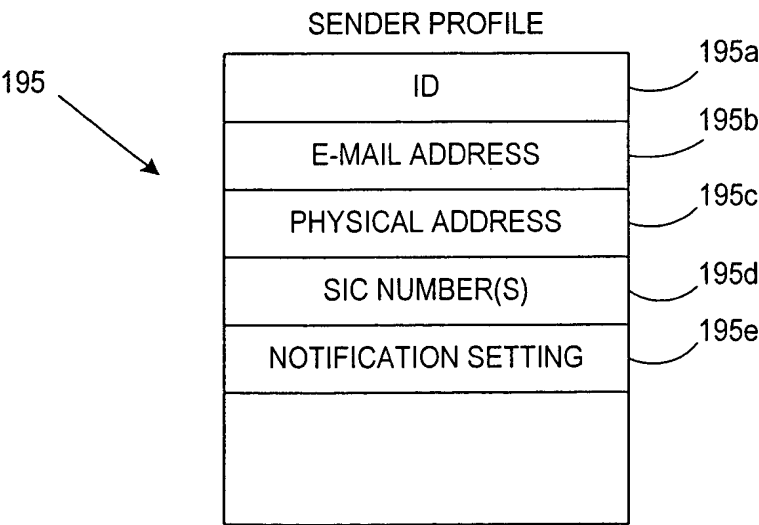 SENDER PROFILE
195
ID
195a
E-MAIL ADDRESS
195b
PHYSICAL ADDRESS
195c
SIC NUMBER(S)
195d
NOTIFICATION SETTING
195e